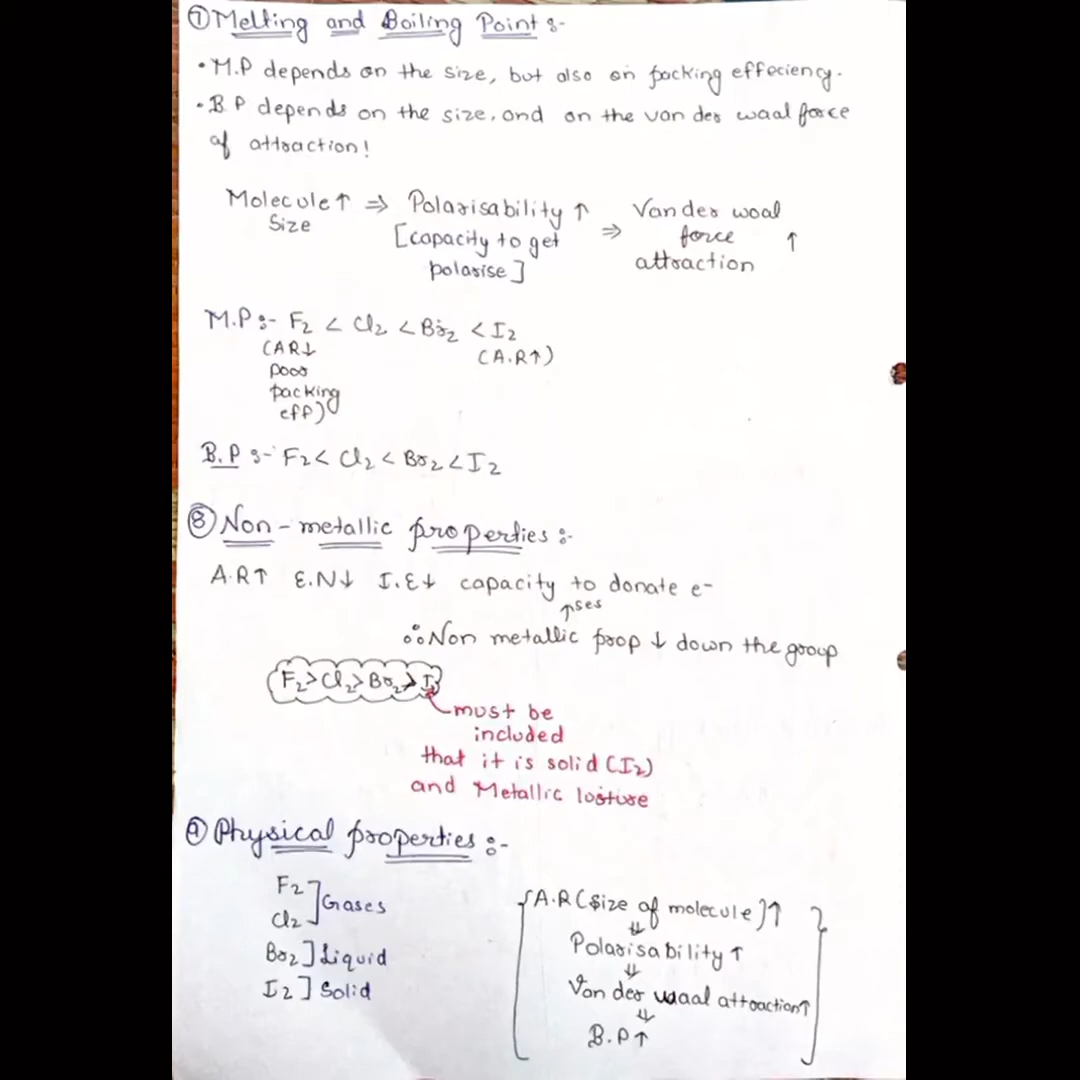 ⑦ Melting and Boiling Point :-
• M.P depends on the size, but also on packing effeciency.
• B P depends on the size, and on the van der waal force
of attraction!
Molecule ↑ ⇒ Polarisability ↑ ⇒ Van der waal
Size [capacity to get force ↑
polarise] attraction
M.P :- F2 < Cl2 < Br2 < I2
(AR↓ (A.R↑)
poor
packing
eff)
B.P :- F2 < Cl2 < Br2 < I2
⑧ Non-metallic properties :-
A.R↑ E.N↓ I.E↓ capacity to donate e-
↑ses
∴ Non metallic prop ↓ down the group
F2>Cl2>Br2>I2
must be
included
that it is solid (I2)
and Metallic lusture
⑨ Physical properties :-
F2
Cl2 ] Gases
Br2 ] Liquid
I2 ] Solid
{A.R (size of molecule)↑ }
⇓
Polarisability ↑
⇓
Van der waal attraction↑
⇓
B.P ↑